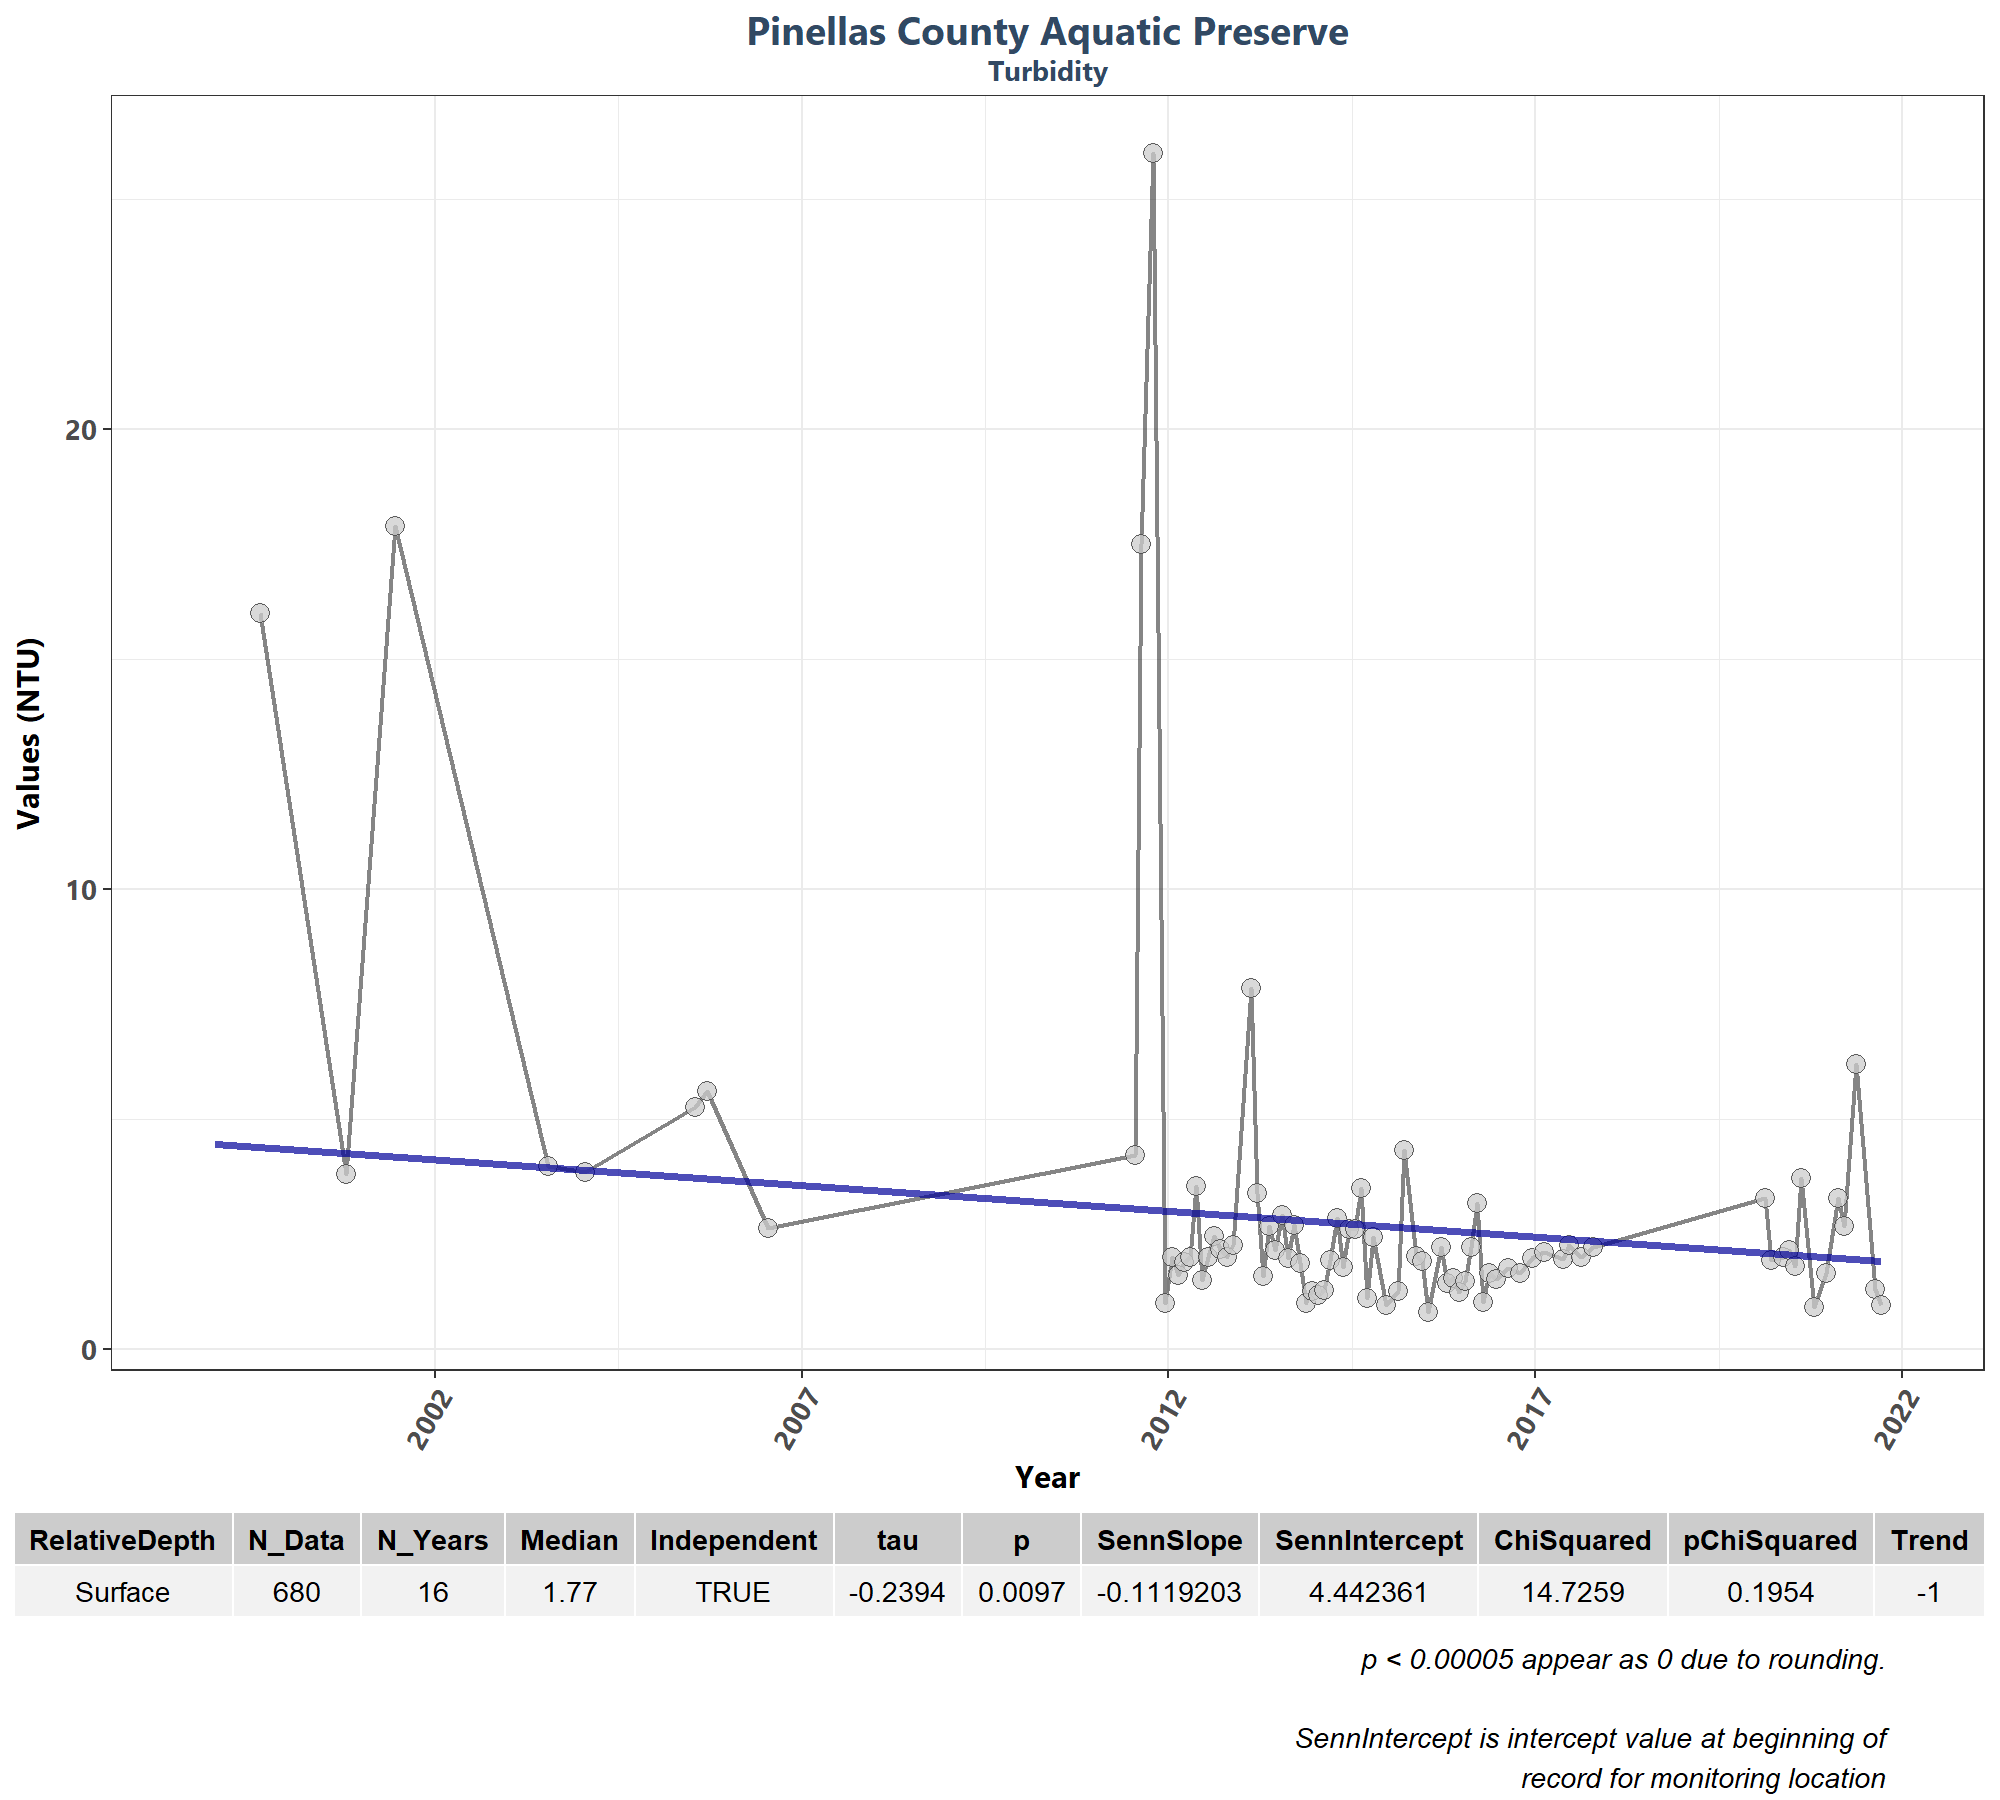 Pinellas County Aquatic Preserve
Turbidity
Values (NTU)
20
10
0
2002
2007
2012
2017
2022
Year
RelativeDepth N_Data N_Years Median Independent tau p SennSlope SennIntercept ChiSquared pChiSquared Trend
Surface 680 16 1.77 TRUE -0.2394 0.0097 -0.1119203 4.442361 14.7259 0.1954 -1
p < 0.00005 appear as 0 due to rounding.
SennIntercept is intercept value at beginning of
record for monitoring location